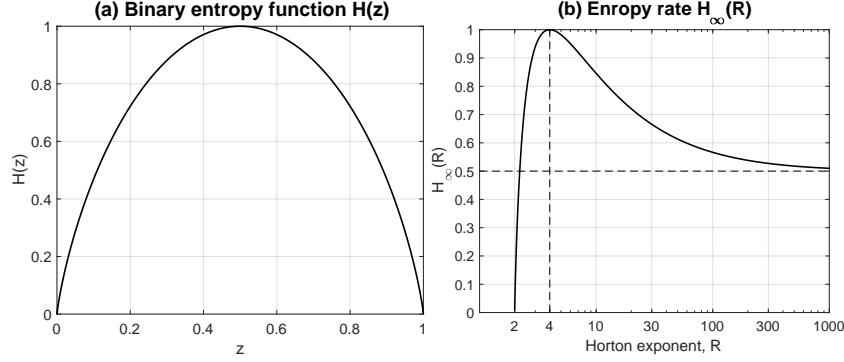 (a) Binary entropy function H(z)
H(z)
1
0.8
0.6
0.4
0.2
0
0 0.2 0.4 0.6 0.8 1
z
(b) Enropy rate H∞(R)
H∞(R)
1
0.9
0.8
0.7
0.6
0.5
0.4
0.3
0.2
0.1
0
2 4 10 30 100 300 1000
Horton exponent, R